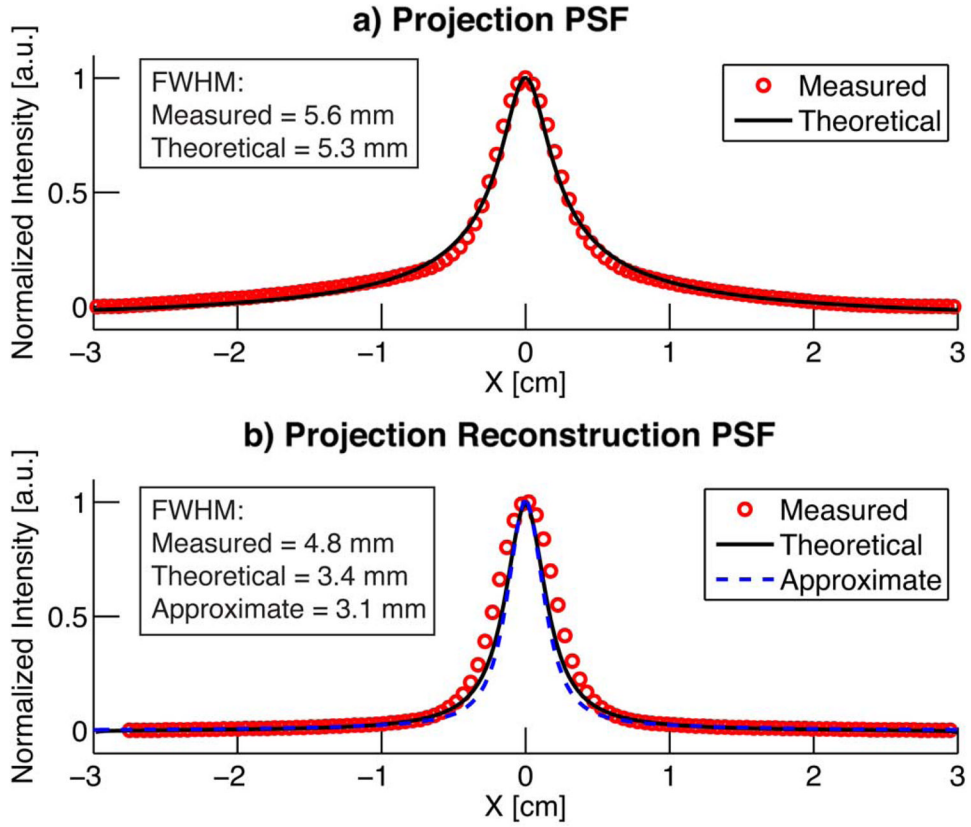 a) Projection PSF
Normalized Intensity [a.u.]
1
0.5
0
FWHM:
Measured = 5.6 mm
Theoretical = 5.3 mm
Measured
Theoretical
−3
−2
−1
0
1
2
3
X [cm]
b) Projection Reconstruction PSF
Normalized Intensity [a.u.]
1
0.5
0
FWHM:
Measured = 4.8 mm
Theoretical = 3.4 mm
Approximate = 3.1 mm
Measured
Theoretical
Approximate
−3
−2
−1
0
1
2
3
X [cm]